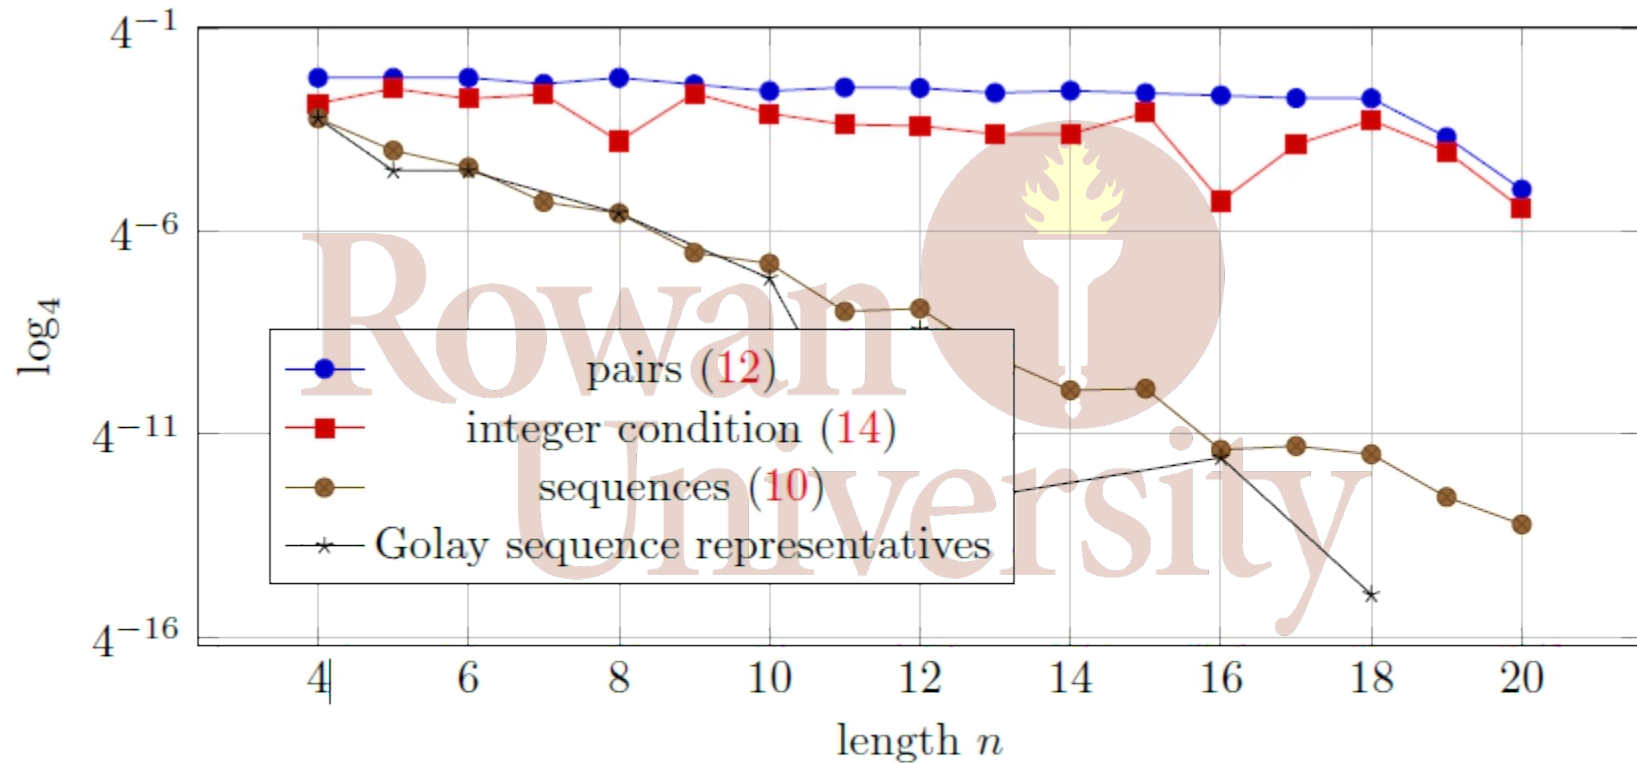 4⁻¹
4⁻⁶
4⁻¹¹
4⁻¹⁶
log₄
Rowan
University
pairs (12)
integer condition (14)
sequences (10)
Golay sequence representatives
4 6 8 10 12 14 16 18 20
length n